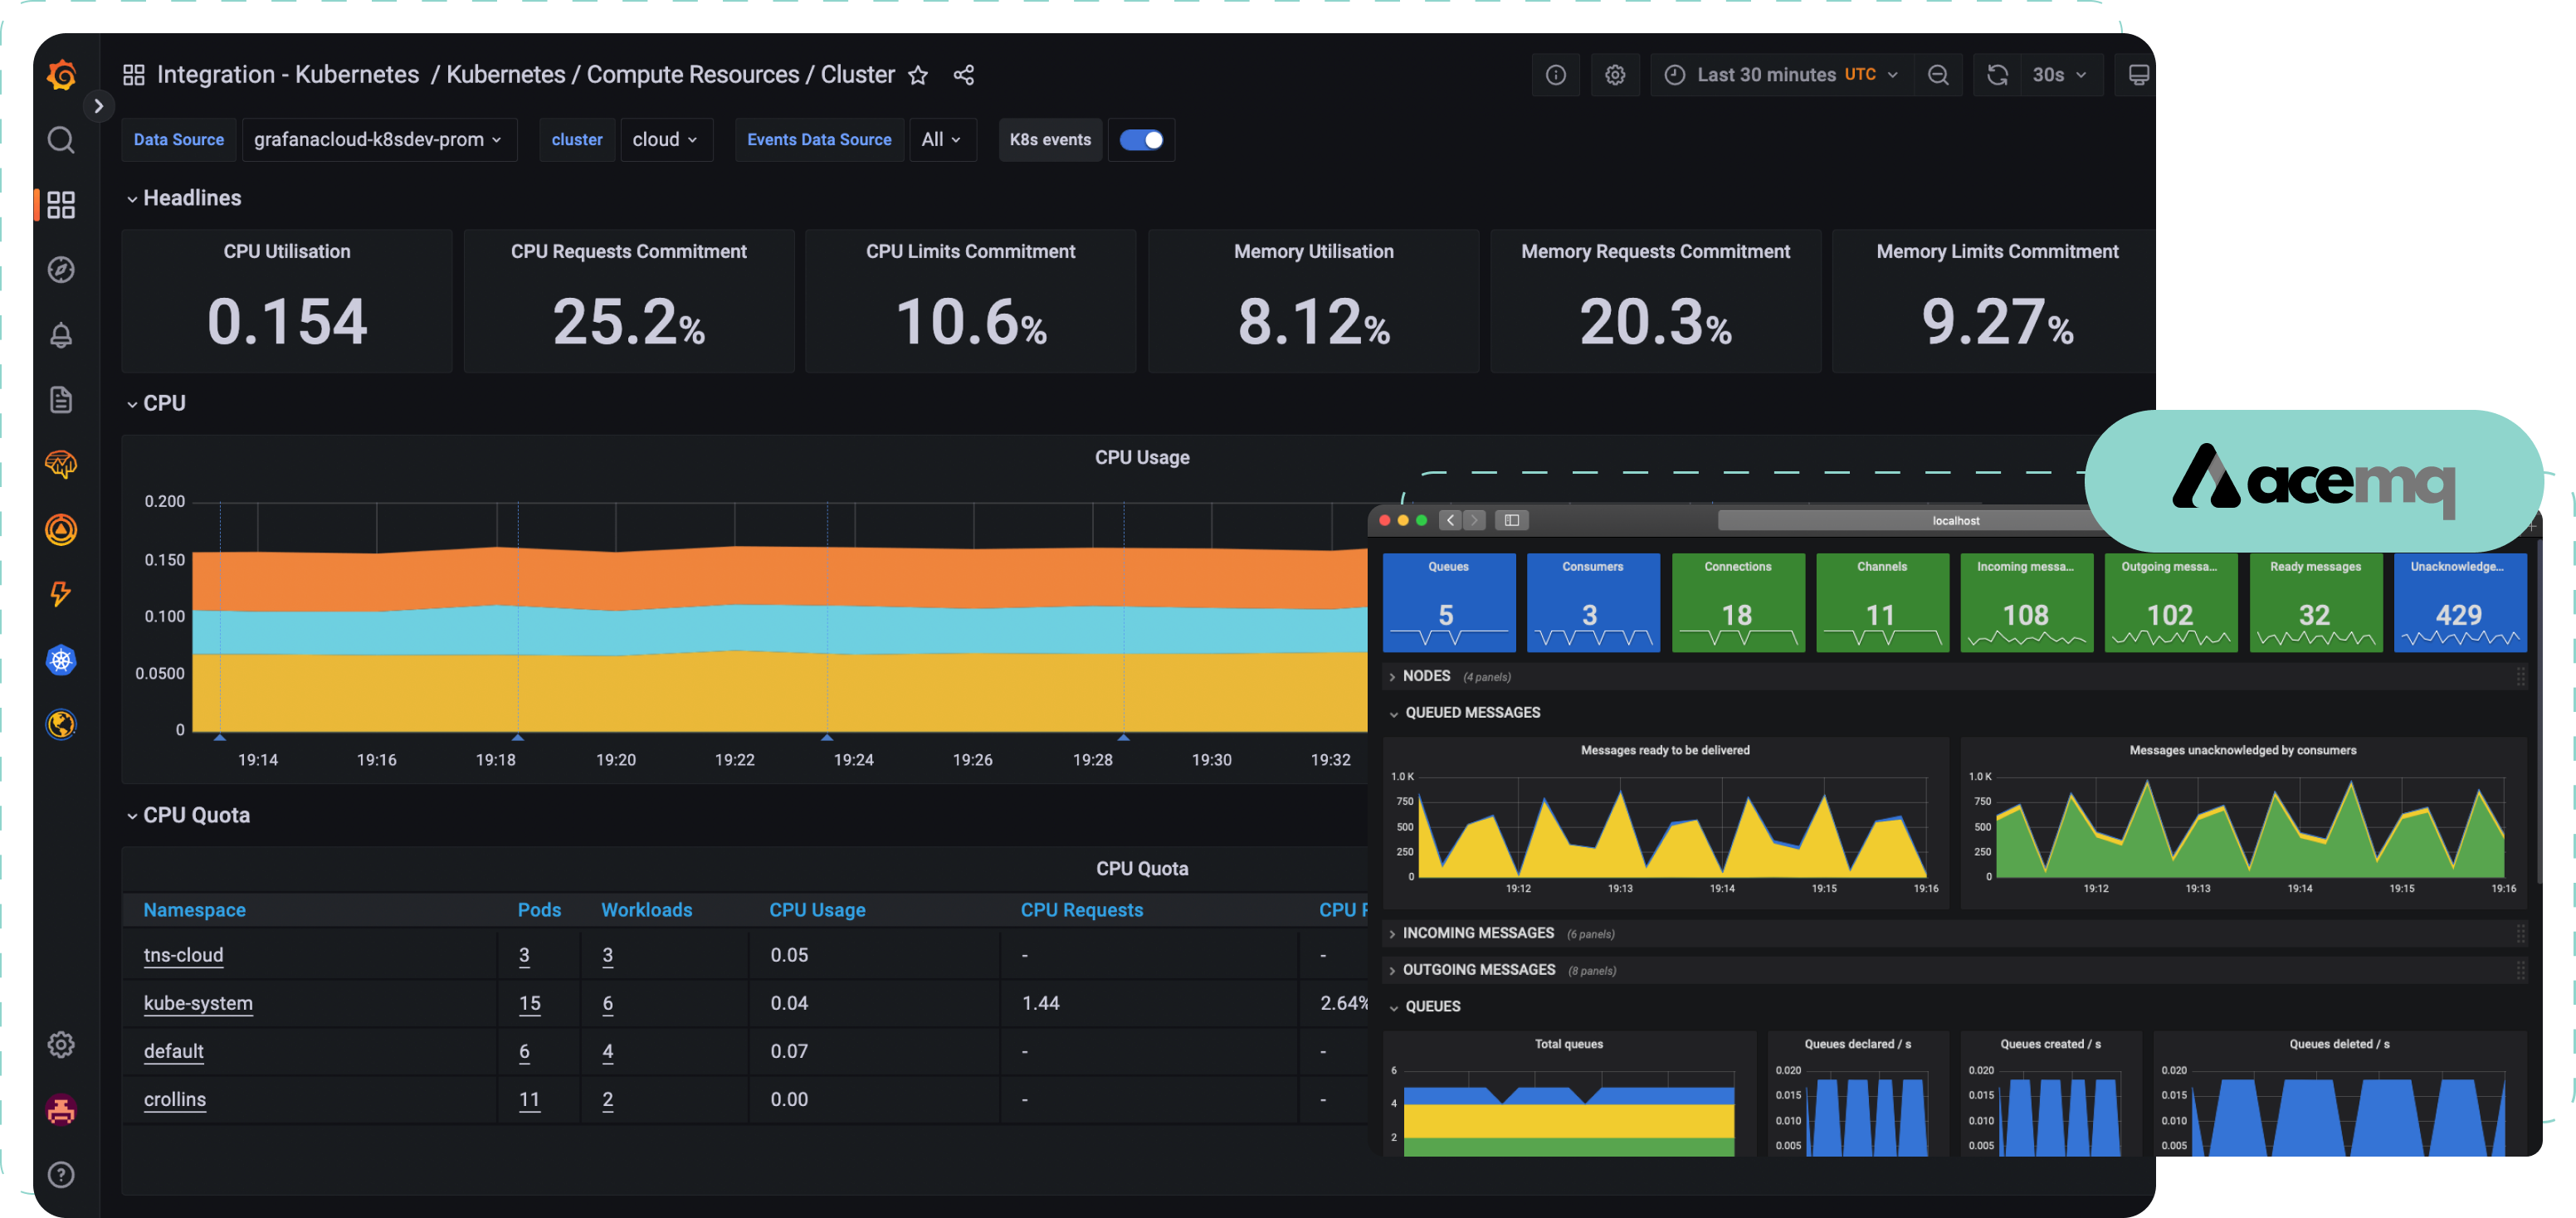 Integration - Kubernetes / Kubernetes / Compute Resources / Cluster
Last 30 minutes UTC
30s
Data Source grafanacloud-k8sdev-prom cluster cloud Events Data Source All K8s events
Headlines
CPU Utilisation
0.154
CPU Requests Commitment
25.2%
CPU Limits Commitment
10.6%
Memory Utilisation
8.12%
Memory Requests Commitment
20.3%
Memory Limits Commitment
9.27%
CPU
CPU Usage
0.200
0.150
0.100
0.0500
0
19:14 19:16 19:18 19:20 19:22 19:24 19:26 19:28 19:30 19:32
CPU Quota
CPU Quota
Namespace Pods Workloads CPU Usage CPU Requests CPU
tns-cloud 3 3 0.05 - -
kube-system 15 6 0.04 1.44 2.64%
default 6 4 0.07 - -
crollins 11 2 0.00 - -
acemq
localhost
Queues
5
Consumers
3
Connections
18
Channels
11
Incoming messa...
108
Outgoing messa...
102
Ready messages
32
Unacknowledge...
429
NODES (4 panels)
QUEUED MESSAGES
Messages ready to be delivered
1.0 K
750
500
250
0
19:12 19:13 19:14 19:15 19:16
Messages unacknowledged by consumers
1.0 K
750
500
250
0
19:12 19:13 19:14 19:15 19:16
INCOMING MESSAGES (6 panels)
OUTGOING MESSAGES (8 panels)
QUEUES
Total queues
6
4
2
Queues declared / s
0.020
0.015
0.010
0.005
Queues created / s
0.020
0.015
0.010
0.005
Queues deleted / s
0.020
0.015
0.010
0.005